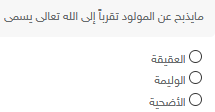 مايذبح عن المولود تقرباً إلى الله تعالى يسمى
العقيقة
الوليمة
الأضحية